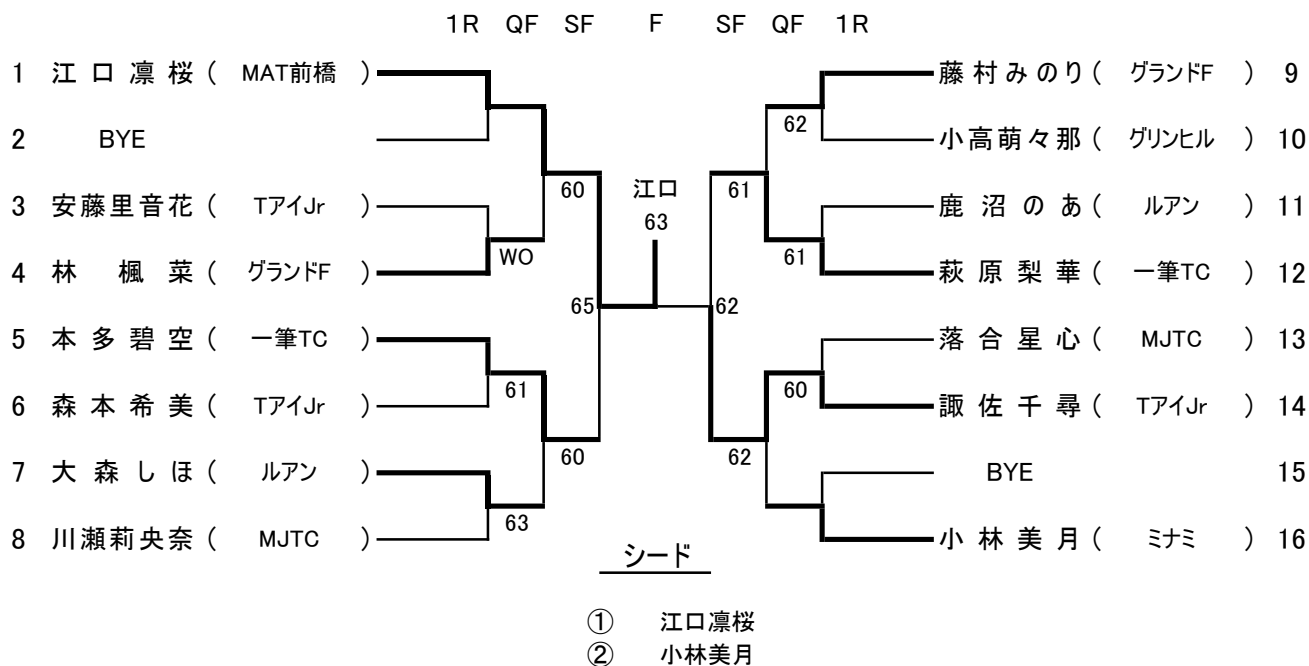 1R QF SF F SF QF 1R
1 江口凛桜 ( MAT前橋 ) 藤村みのり ( グランドF ) 9
62
2 BYE 小高萌々那 ( グリンヒル ) 10
60 江口 61
3 安藤里音花 ( TアイJr ) 鹿沼のあ ( ルアン ) 11
63
WO 61
4 林楓菜 ( グランドF ) 萩原梨華 ( 一筆TC ) 12
65 62
5 本多碧空 ( 一筆TC ) 落合星心 ( MJTC ) 13
61 60
6 森本希美 ( TアイJr ) 諏佐千尋 ( TアイJr ) 14
60 62
7 大森しほ ( ルアン ) BYE 15
63
8 川瀬莉央奈 ( MJTC ) 小林美月 ( ミナミ ) 16
シード
① 江口凛桜
② 小林美月